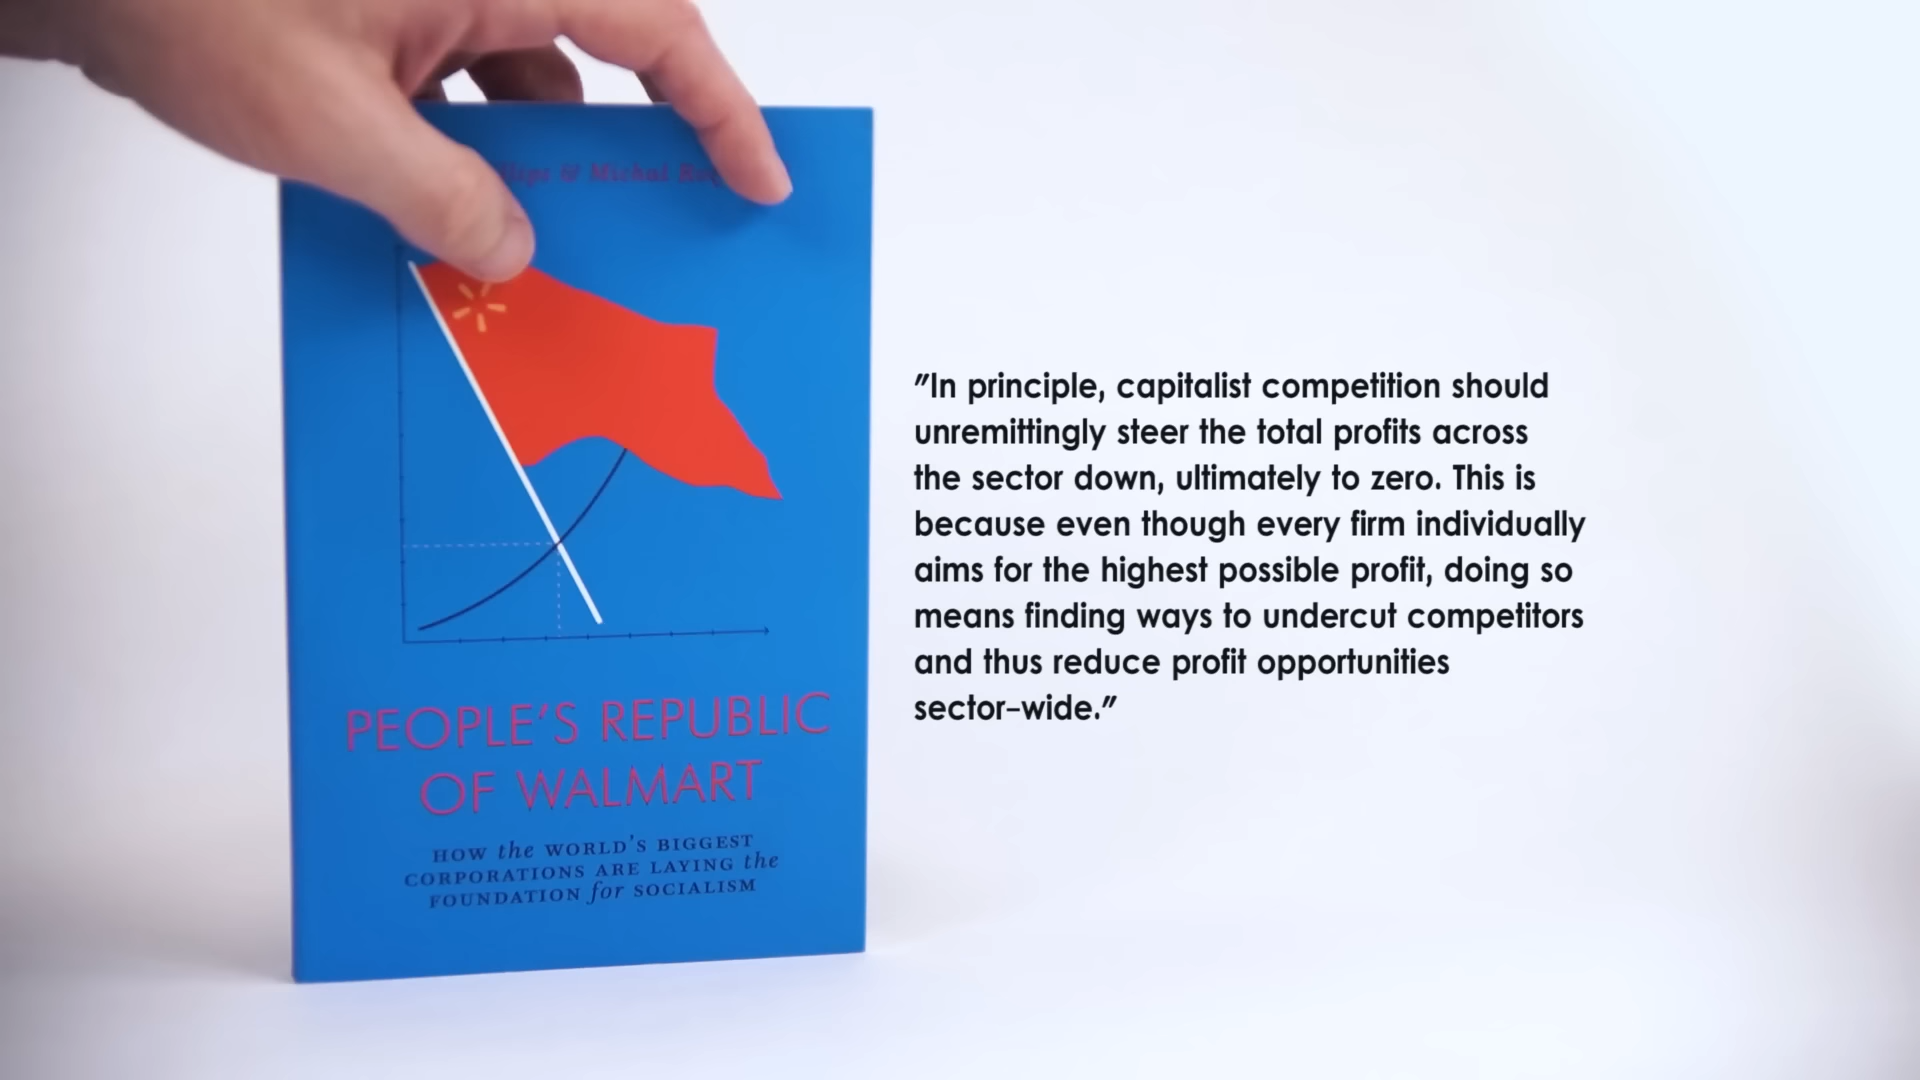 & Michal
PEOPLE'S REPUBLIC
OF WALMART
HOW the WORLD'S BIGGEST
CORPORATIONS ARE LAYING the
FOUNDATION for SOCIALISM
"In principle, capitalist competition should
unremittingly steer the total profits across
the sector down, ultimately to zero. This is
because even though every firm individually
aims for the highest possible profit, doing so
means finding ways to undercut competitors
and thus reduce profit opportunities
sector-wide."